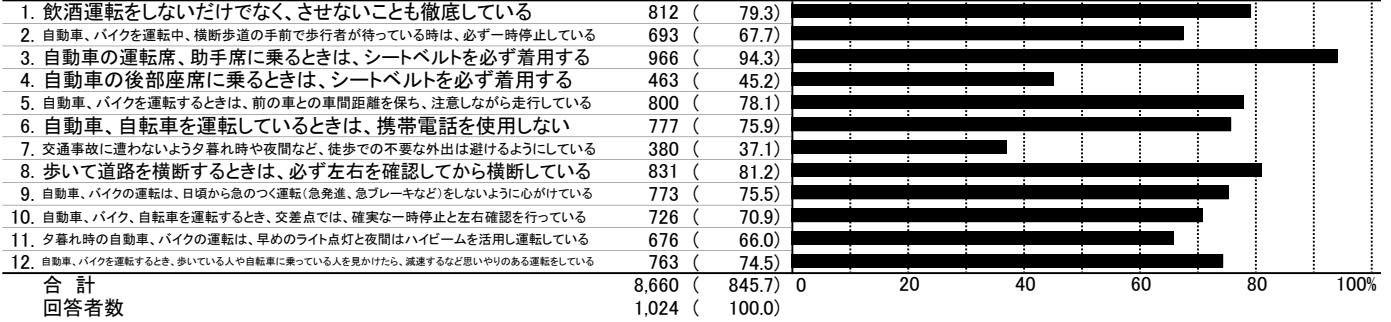 1. 飲酒運転をしないだけでなく、させないことも徹底している 812 ( 79.3)
2. 自動車、バイクを運転中、横断歩道の手前で歩行者が待っている時は、必ず一時停止している 693 ( 67.7)
3. 自動車の運転席、助手席に乗るときは、シートベルトを必ず着用する 966 ( 94.3)
4. 自動車の後部座席に乗るときは、シートベルトを必ず着用する 463 ( 45.2)
5. 自動車、バイクを運転するときは、前の車との車間距離を保ち、注意しながら走行している 800 ( 78.1)
6. 自動車、自転車を運転しているときは、携帯電話を使用しない 777 ( 75.9)
7. 交通事故に遭わないよう夕暮れ時や夜間など、徒歩での不要な外出は避けるようにしている 380 ( 37.1)
8. 歩いて道路を横断するときは、必ず左右を確認してから横断している 831 ( 81.2)
9. 自動車、バイクの運転は、日頃から急のつく運転(急発進、急ブレーキなど)をしないように心がけている 773 ( 75.5)
10. 自動車、バイク、自転車を運転するとき、交差点では、確実な一時停止と左右確認を行っている 726 ( 70.9)
11. 夕暮れ時の自動車、バイクの運転は、早めのライト点灯と夜間はハイビームを活用し運転している 676 ( 66.0)
12. 自動車、バイクを運転するとき、歩いている人や自転車に乗っている人を見かけたら、減速するなど思いやりのある運転をしている 763 ( 74.5)
合 計 8,660 ( 845.7) 0 20 40 60 80 100%
回答者数 1,024 ( 100.0)